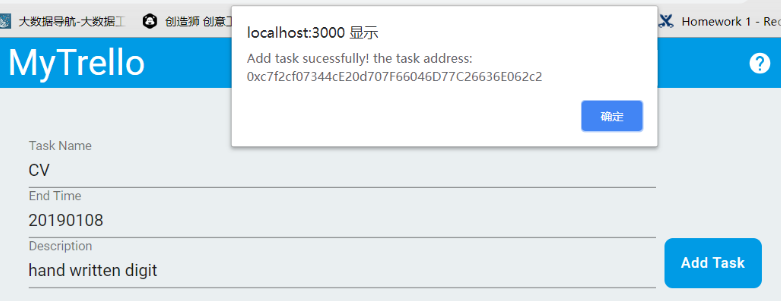 大数据导航-大数据工
创造狮 创意工
localhost:3000 显示
Homework 1 - Rec
Add task sucessfully! the task address:
0xc7f2cf07344cE20d707F66046D77C26636E062c2
确定
MyTrello
Task Name
CV
End Time
20190108
Description
hand written digit
Add Task